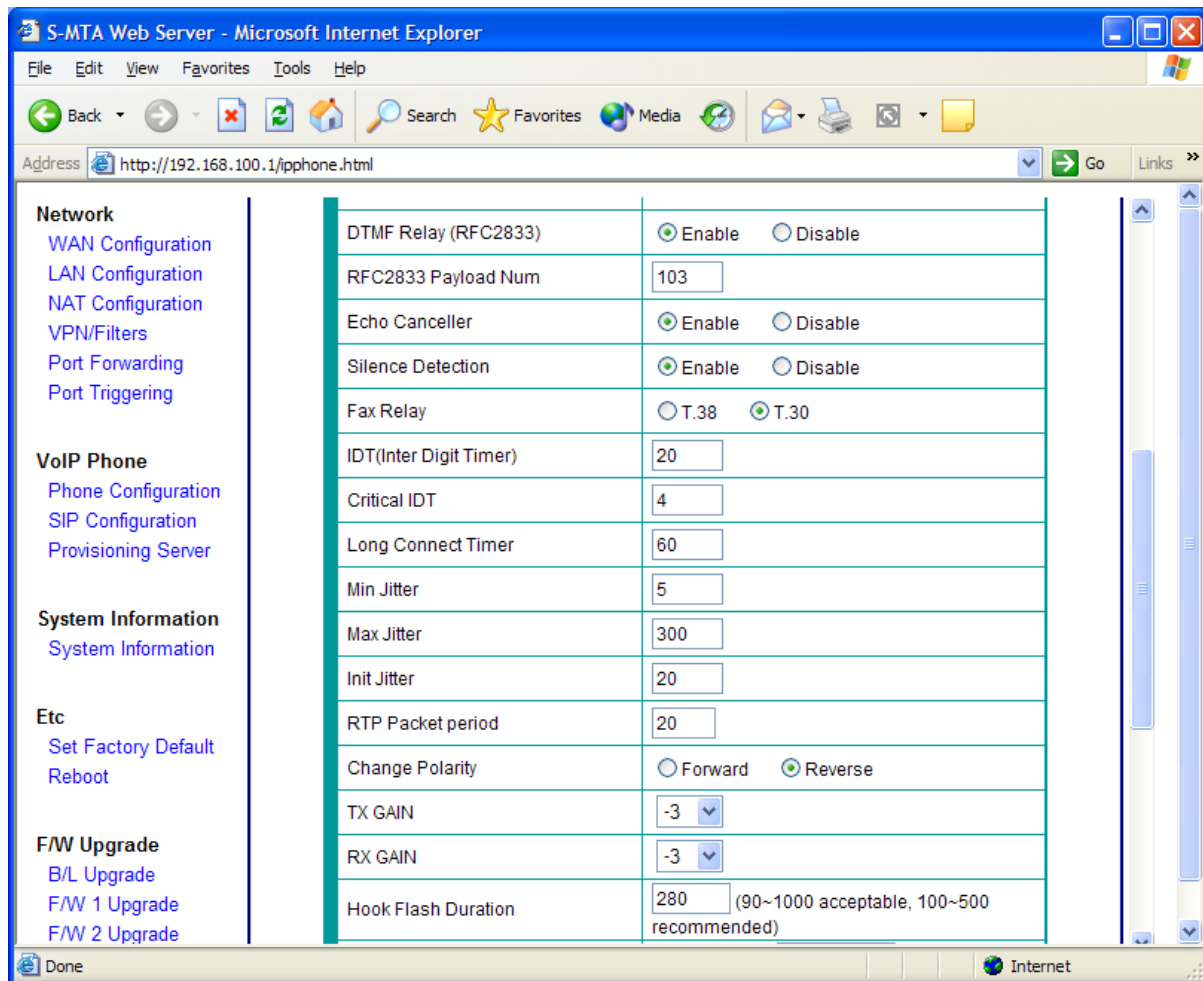 S-MTA Web Server - Microsoft Internet Explorer
File Edit View Favorites Tools Help
Back Search Favorites Media
Address http://192.168.100.1/ipphone.html Go Links »
Network
WAN Configuration
LAN Configuration
NAT Configuration
VPN/Filters
Port Forwarding
Port Triggering
VoIP Phone
Phone Configuration
SIP Configuration
Provisioning Server
System Information
System Information
Etc
Set Factory Default
Reboot
F/W Upgrade
B/L Upgrade
F/W 1 Upgrade
F/W 2 Upgrade
DTMF Relay (RFC2833) Enable Disable
RFC2833 Payload Num 103
Echo Canceller Enable Disable
Silence Detection Enable Disable
Fax Relay T.38 T.30
IDT(Inter Digit Timer) 20
Critical IDT 4
Long Connect Timer 60
Min Jitter 5
Max Jitter 300
Init Jitter 20
RTP Packet period 20
Change Polarity Forward Reverse
TX GAIN -3
RX GAIN -3
Hook Flash Duration 280 (90~1000 acceptable, 100~500
recommended)
Done Internet